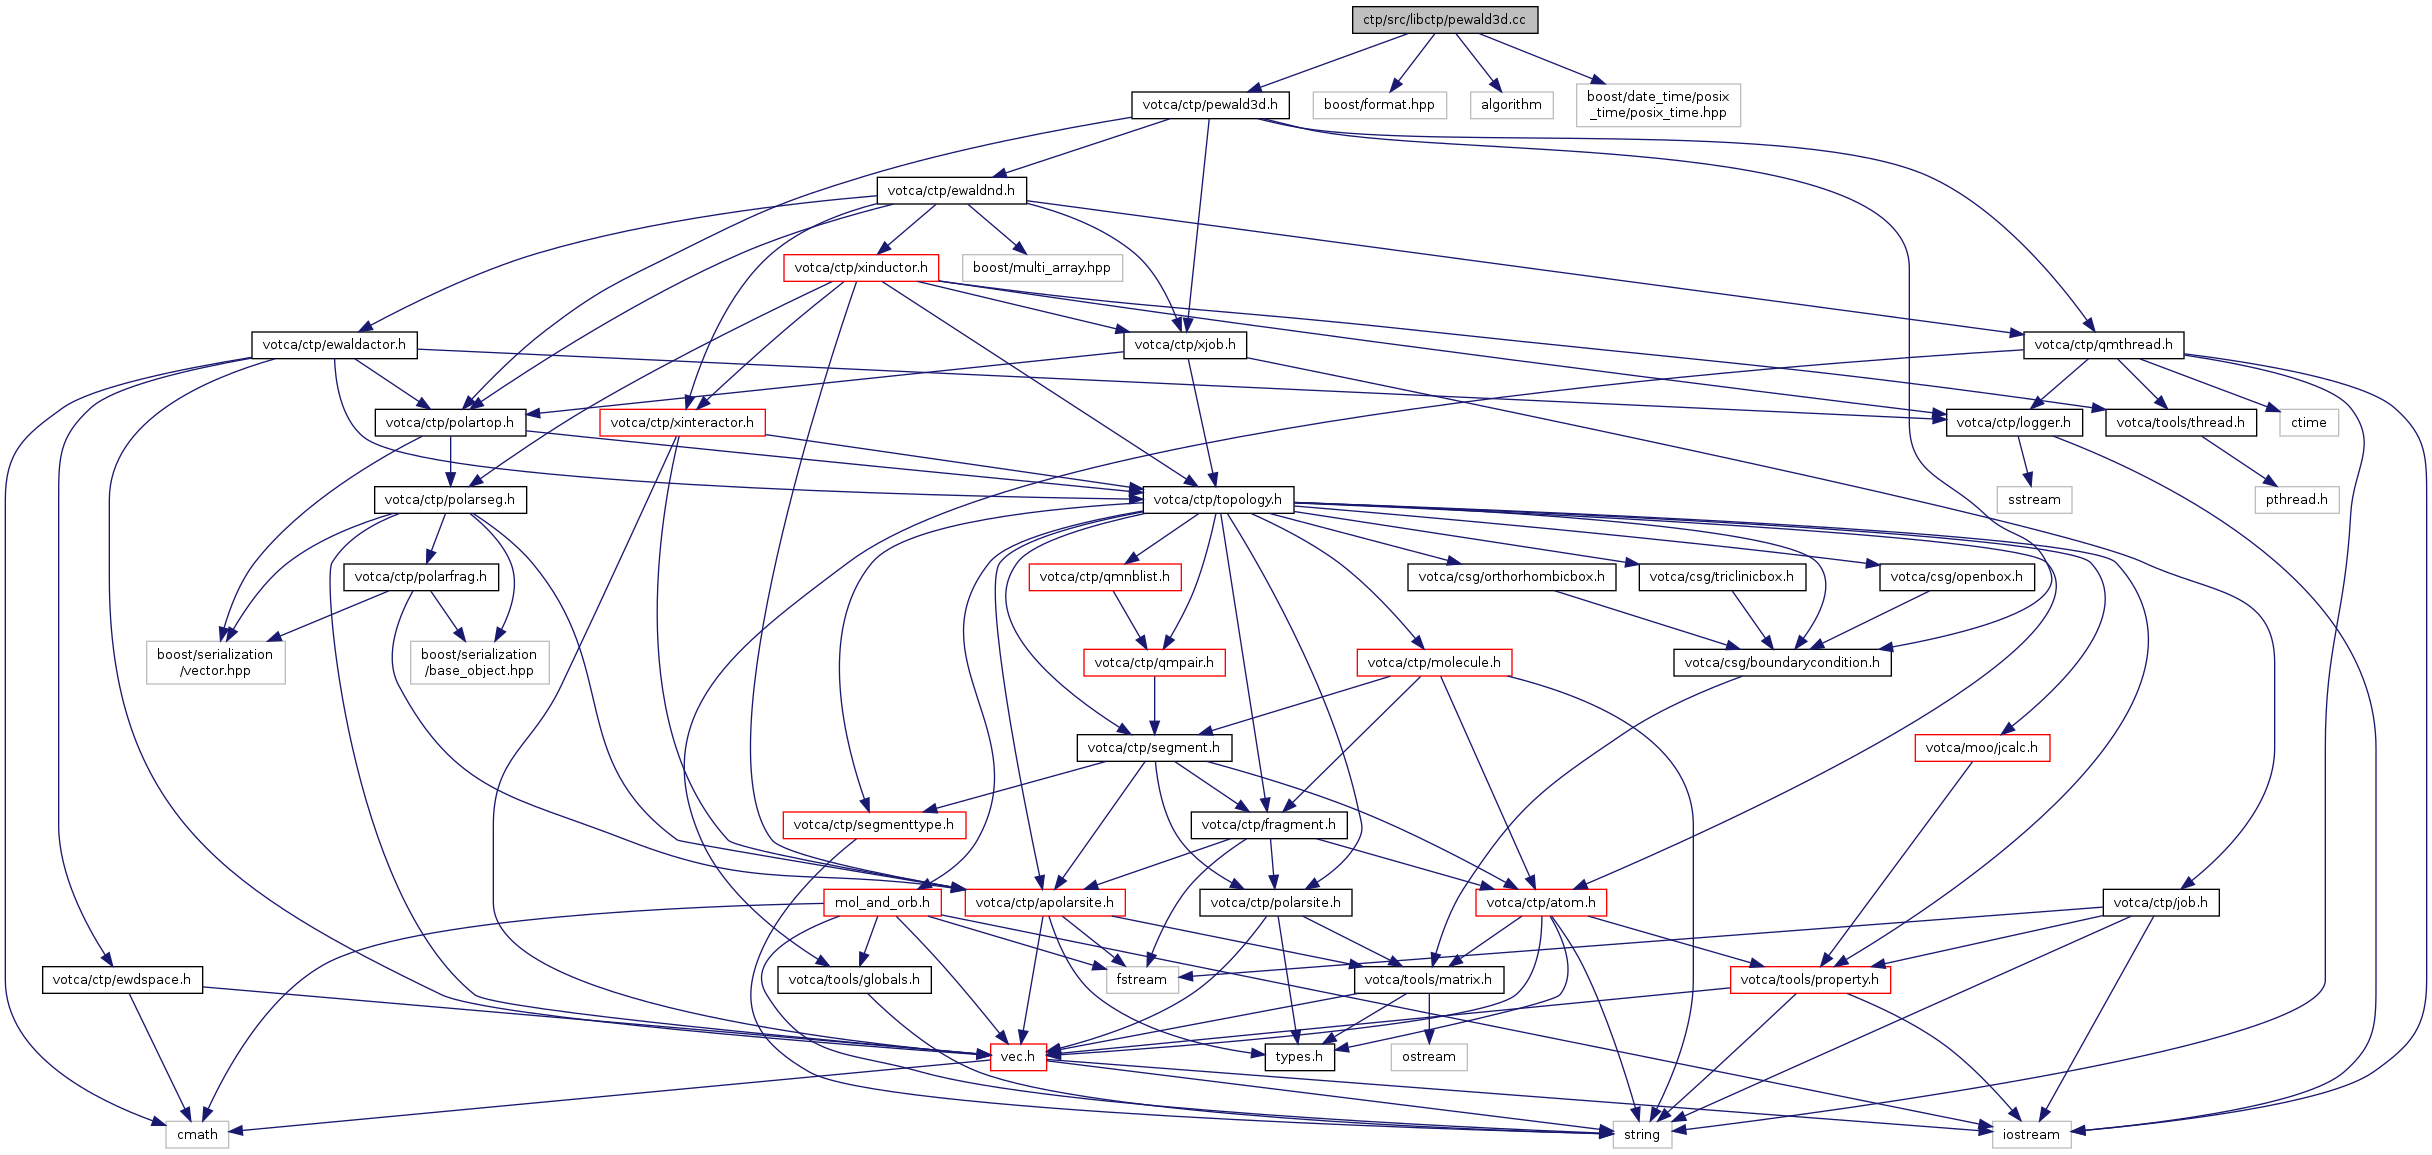 ctp/src/libctp/pewald3d.cc
votca/ctp/pewald3d.h
boost/format.hpp
algorithm
boost/date_time/posix
_time/posix_time.hpp
votca/ctp/ewaldnd.h
votca/ctp/xinductor.h
boost/multi_array.hpp
votca/ctp/ewaldactor.h
votca/ctp/xjob.h
votca/ctp/qmthread.h
votca/ctp/polartop.h
votca/ctp/xinteractor.h
votca/ctp/logger.h
votca/tools/thread.h
ctime
votca/ctp/polarseg.h
votca/ctp/topology.h
sstream
pthread.h
votca/ctp/polarfrag.h
votca/ctp/qmnblist.h
votca/csg/orthorhombicbox.h
votca/csg/triclinicbox.h
votca/csg/openbox.h
boost/serialization
/vector.hpp
boost/serialization
/base_object.hpp
votca/ctp/qmpair.h
votca/ctp/molecule.h
votca/csg/boundarycondition.h
votca/ctp/segment.h
votca/moo/jcalc.h
votca/ctp/segmenttype.h
votca/ctp/fragment.h
mol_and_orb.h
votca/ctp/apolarsite.h
votca/ctp/polarsite.h
votca/ctp/atom.h
votca/ctp/job.h
votca/ctp/ewdspace.h
votca/tools/globals.h
fstream
votca/tools/matrix.h
votca/tools/property.h
vec.h
types.h
ostream
cmath
string
iostream